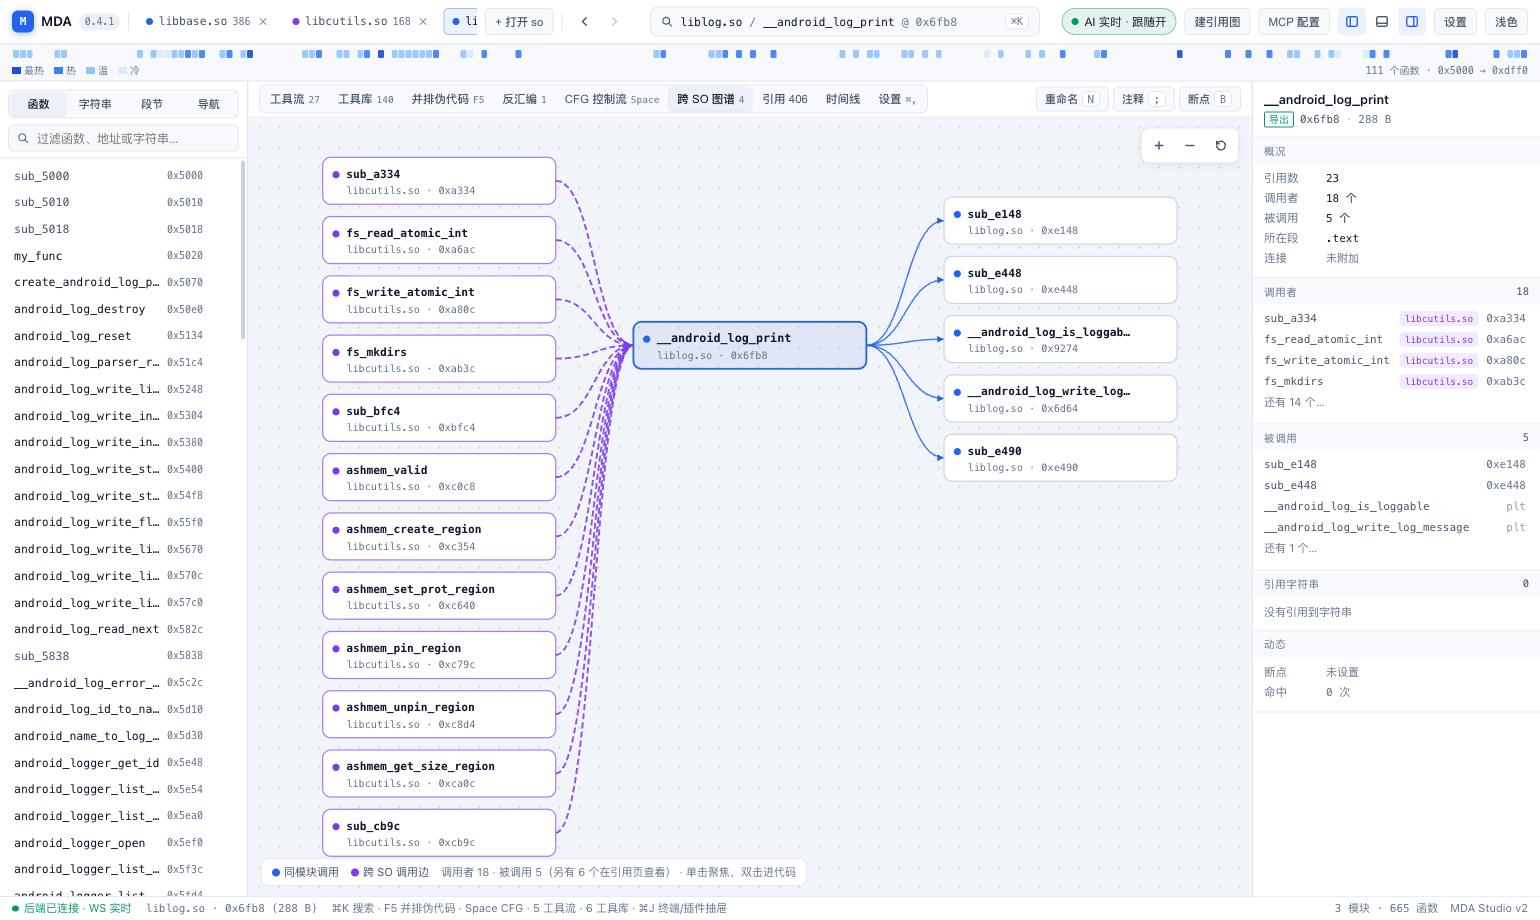 M MDA 0.4.1 libbase.so 386 × libcutils.so 168 × li + 打开 so liblog.so / __android_log_print @ 0x6fb8 ⌘K AI 实时 · 跟随开 建引用图 MCP 配置 设置 浅色
最热 热 温 冷 111 个函数 · 0x5000 → 0xdff0
函数 字符串 段节 导航
过滤函数、地址或字符串…
sub_5000 0x5000
sub_5010 0x5010
sub_5018 0x5018
my_func 0x5020
create_android_log_p… 0x5070
android_log_destroy 0x50e0
android_log_reset 0x5134
android_log_parser_r… 0x51c4
android_log_write_li… 0x5248
android_log_write_in… 0x5304
android_log_write_in… 0x5380
android_log_write_st… 0x5400
android_log_write_st… 0x54f8
android_log_write_fl… 0x55f0
android_log_write_li… 0x5670
android_log_write_li… 0x570c
android_log_write_li… 0x57c0
android_log_read_next 0x582c
sub_5838 0x5838
__android_log_error_… 0x5c2c
android_log_id_to_na… 0x5d10
android_name_to_log_… 0x5d30
android_logger_get_id 0x5e48
android_logger_list_… 0x5e54
android_logger_list_… 0x5ea0
android_logger_open 0x5ef0
android_logger_list_… 0x5f3c
android_logger_list_… 0x5fd4
工具流 27 工具库 140 并排伪代码 F5 反汇编 1 CFG 控制流 Space 跨 SO 图谱 4 引用 406 时间线 设置 ⌘, 重命名 N 注释 ; 断点 B
+ −
sub_a334
libcutils.so · 0xa334
fs_read_atomic_int
libcutils.so · 0xa6ac
fs_write_atomic_int
libcutils.so · 0xa80c
fs_mkdirs
libcutils.so · 0xab3c
sub_bfc4
libcutils.so · 0xbfc4
ashmem_valid
libcutils.so · 0xc0c8
ashmem_create_region
libcutils.so · 0xc354
ashmem_set_prot_region
libcutils.so · 0xc640
ashmem_pin_region
libcutils.so · 0xc79c
ashmem_unpin_region
libcutils.so · 0xc8d4
ashmem_get_size_region
libcutils.so · 0xca0c
sub_cb9c
libcutils.so · 0xcb9c
__android_log_print
liblog.so · 0x6fb8
sub_e148
liblog.so · 0xe148
sub_e448
liblog.so · 0xe448
__android_log_is_loggab…
liblog.so · 0x9274
__android_log_write_log…
liblog.so · 0x6d64
sub_e490
liblog.so · 0xe490
同模块调用 跨 SO 调用边 调用者 18 · 被调用 5（另有 6 个在引用页查看） · 单击聚焦，双击进代码
__android_log_print
导出 0x6fb8 · 288 B
概况
引用数 23
调用者 18 个
被调用 5 个
所在段 .text
连接 未附加
调用者 18
sub_a334 libcutils.so 0xa334
fs_read_atomic_int libcutils.so 0xa6ac
fs_write_atomic_int libcutils.so 0xa80c
fs_mkdirs libcutils.so 0xab3c
还有 14 个…
被调用 5
sub_e148 0xe148
sub_e448 0xe448
__android_log_is_loggable plt
__android_log_write_log_message plt
还有 1 个…
引用字符串 0
没有引用到字符串
动态
断点 未设置
命中 0 次
后端已连接 · WS 实时 liblog.so · 0x6fb8 (288 B) ⌘K 搜索 · F5 并排伪代码 · Space CFG · 5 工具流 · 6 工具库 · ⌘J 终端/插件抽屉 3 模块 · 665 函数 MDA Studio v2